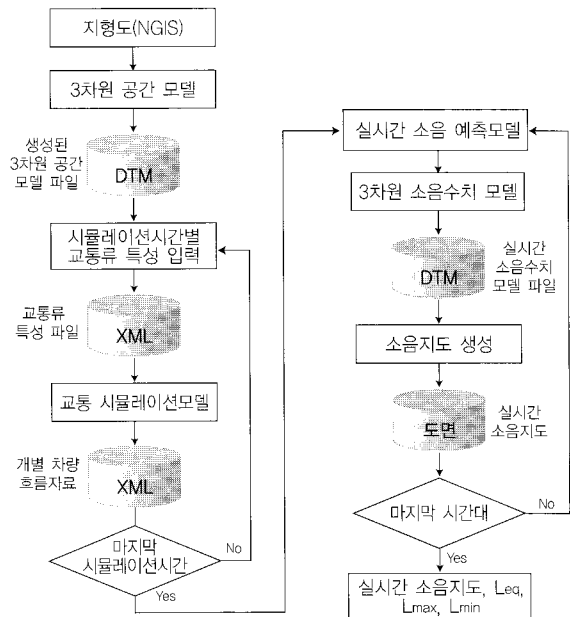 지형도(NGIS)
3차원 공간 모델
생성된
3차원 공간
모델 파일
DTM
시뮬레이션시간별
교통류 특성 입력
교통류
특성 파일
XML
교통 시뮬레이션모델
개별 차량
흐름자료
XML
마지막
시뮬레이션시간
No
Yes
실시간 소음 예측모델
3차원 소음수치 모델
DTM
실시간
소음수치
모델 파일
소음지도 생성
도면
실시간
소음지도
마지막 시간대
No
Yes
실시간 소음지도, Leq,
Lmax, Lmin